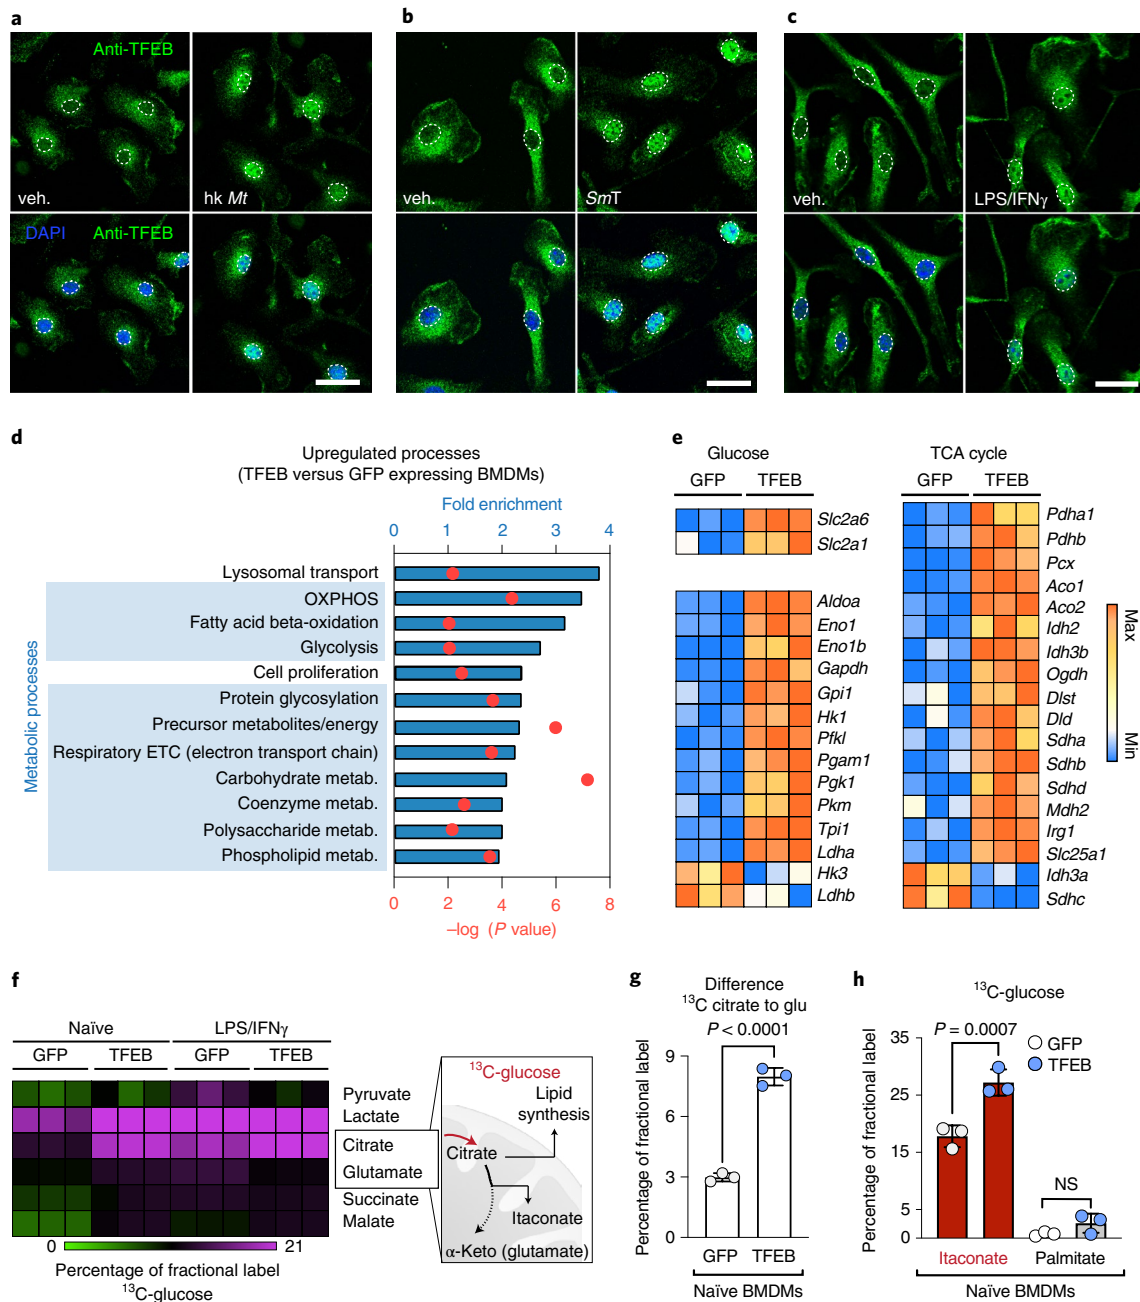 a
Anti-TFEB
veh.
hk Mt
DAPI
Anti-TFEB
b
veh.
SmT
c
veh.
LPS/IFNγ
d
Upregulated processes
(TFEB versus GFP expressing BMDMs)
Fold enrichment
0 1 2 3 4
Metabolic processes
Lysosomal transport
OXPHOS
Fatty acid beta-oxidation
Glycolysis
Cell proliferation
Protein glycosylation
Precursor metabolites/energy
Respiratory ETC (electron transport chain)
Carbohydrate metab.
Coenzyme metab.
Polysaccharide metab.
Phospholipid metab.
0 2 4 6 8
–log (P value)
e
Glucose
GFP TFEB
Slc2a6
Slc2a1
Aldoa
Eno1
Eno1b
Gapdh
Gpi1
Hk1
Pfkl
Pgam1
Pgk1
Pkm
Tpi1
Ldha
Hk3
Ldhb
TCA cycle
GFP TFEB
Pdha1
Pdhb
Pcx
Aco1
Aco2
Idh2
Idh3b
Ogdh
Dlst
Dld
Sdha
Sdhb
Sdhd
Mdh2
Irg1
Slc25a1
Idh3a
Sdhc
Max
Min
f
Naïve LPS/IFNγ
GFP TFEB GFP TFEB
Pyruvate
Lactate
Citrate
Glutamate
Succinate
Malate
0 21
Percentage of fractional label
¹³C-glucose
¹³C-glucose
Lipid
synthesis
Citrate
Itaconate
α-Keto (glutamate)
g
Difference
¹³C citrate to glu
P < 0.0001
Percentage of fractional label
9
6
3
0
GFP TFEB
Naïve BMDMs
h
¹³C-glucose
P = 0.0007
GFP
TFEB
Percentage of fractional label
35
25
15
5
0
NS
Itaconate Palmitate
Naïve BMDMs